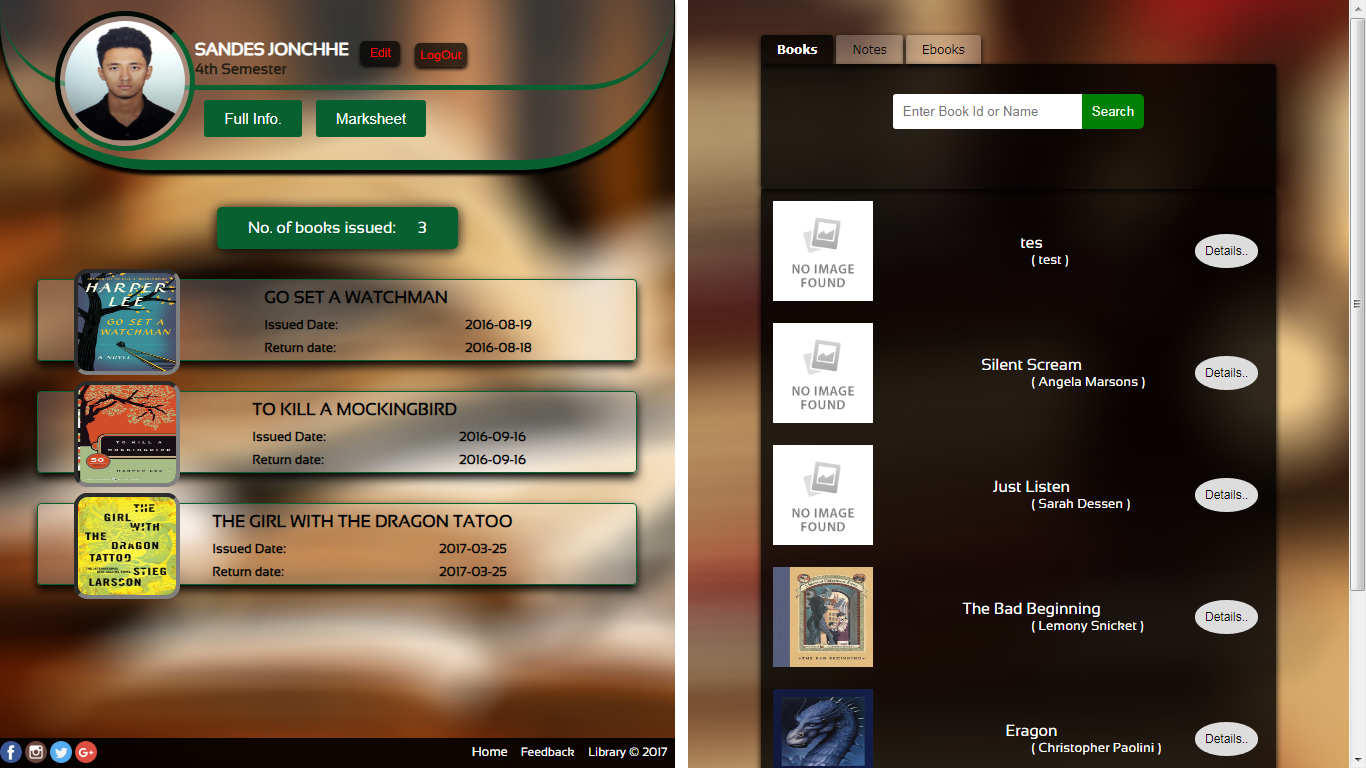 SANDES JONCHHE
Edit
LogOut
4th Semester
Full Info.
Marksheet
No. of books issued: 3
HARPER
LEE
GO SET A
WATCHMAN
A NOVEL
GO SET A WATCHMAN
Issued Date: 2016-08-19
Return date: 2016-08-18
TO KILL A
MOCKINGBIRD
50
HARPER LEE
TO KILL A MOCKINGBIRD
Issued Date: 2016-09-16
Return date: 2016-09-16
THE
GIRL WITH
THE DRAGON
TATTOO
STIEG
LARSSON
THE GIRL WITH THE DRAGON TATOO
Issued Date: 2017-03-25
Return date: 2017-03-25
Home Feedback Library © 2017
Books Notes Ebooks
Enter Book Id or Name Search
NO IMAGE
FOUND
tes
( test )
Details..
NO IMAGE
FOUND
Silent Scream
( Angela Marsons )
Details..
NO IMAGE
FOUND
Just Listen
( Sarah Dessen )
Details..
THE BAD BEGINNING
The Bad Beginning
( Lemony Snicket )
Details..
Eragon
( Christopher Paolini )
Details..